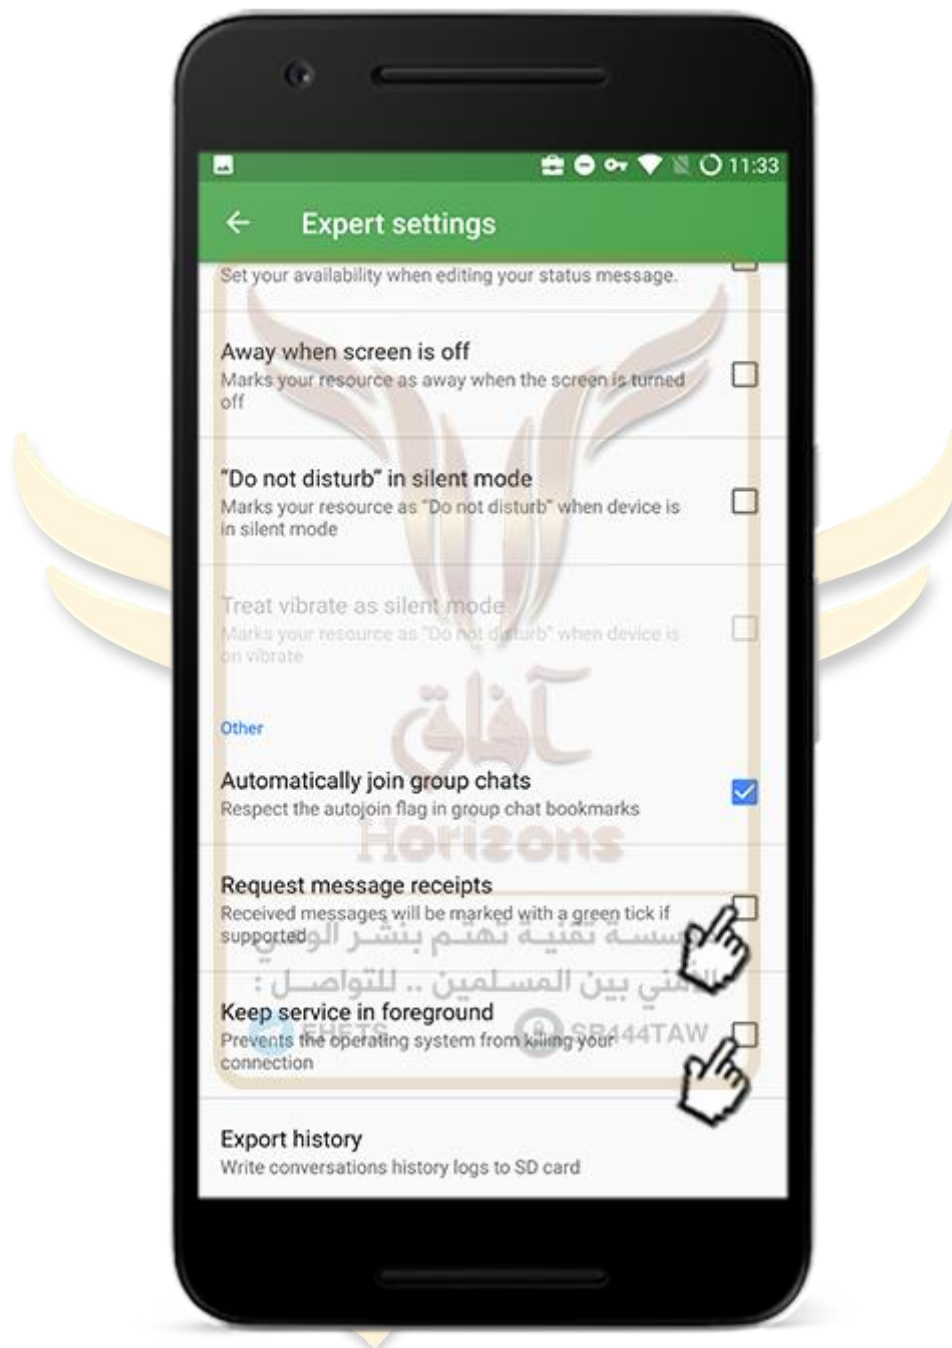 11:33
Expert settings
Set your availability when editing your status message.
Away when screen is off
Marks your resource as away when the screen is turned
off
“Do not disturb” in silent mode
Marks your resource as “Do not disturb” when device is
in silent mode
Treat vibrate as silent mode
Marks your resource as “Do not disturb” when device is
on vibrate
آفاق
Other
Automatically join group chats
Respect the autojoin flag in group chat bookmarks
Horizons
Request message receipts
Received messages will be marked with a green tick if
supported
تقنية تهتم بنشر
بين المسلمين .. للتواصل :
Keep service in foreground
EHETS
SB444TAW
Prevents the operating system from killing your
connection
Export history
Write conversations history logs to SD card